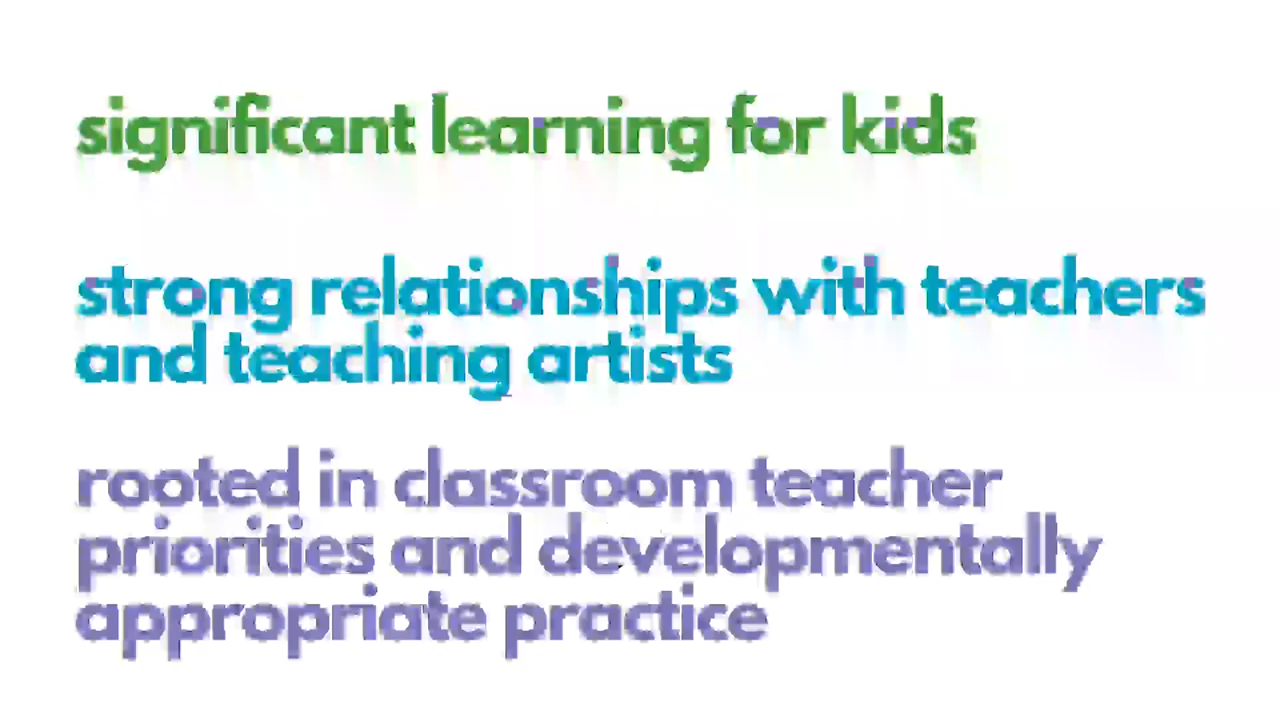 significant learning for kids
strong relationships with teachers
and teaching artists
rooted in classroom teacher
priorities and developmentally
appropriate practice